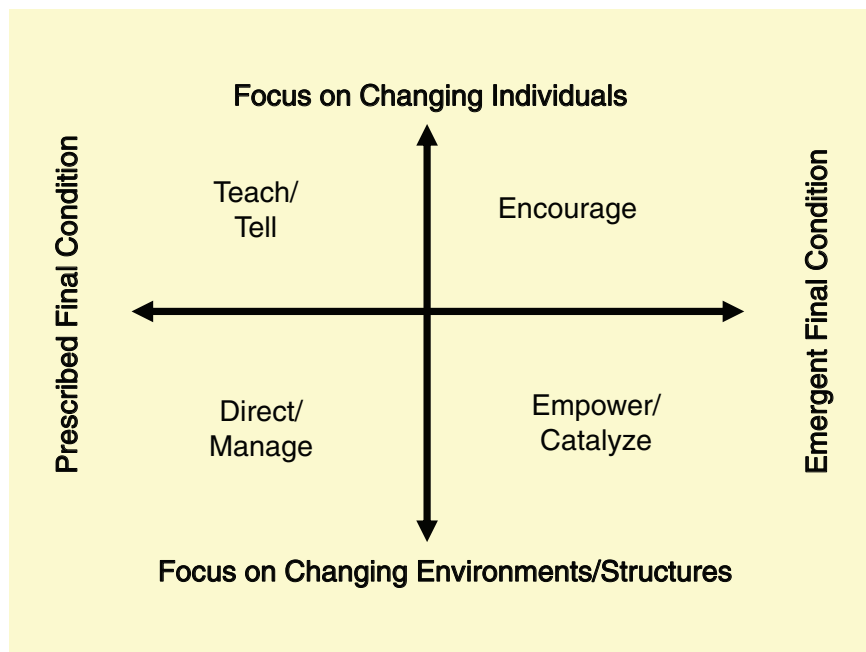 Focus on Changing Individuals
Prescribed Final Condition
Teach/
Tell
Encourage
Emergent Final Condition
Direct/
Manage
Empower/
Catalyze
Focus on Changing Environments/Structures